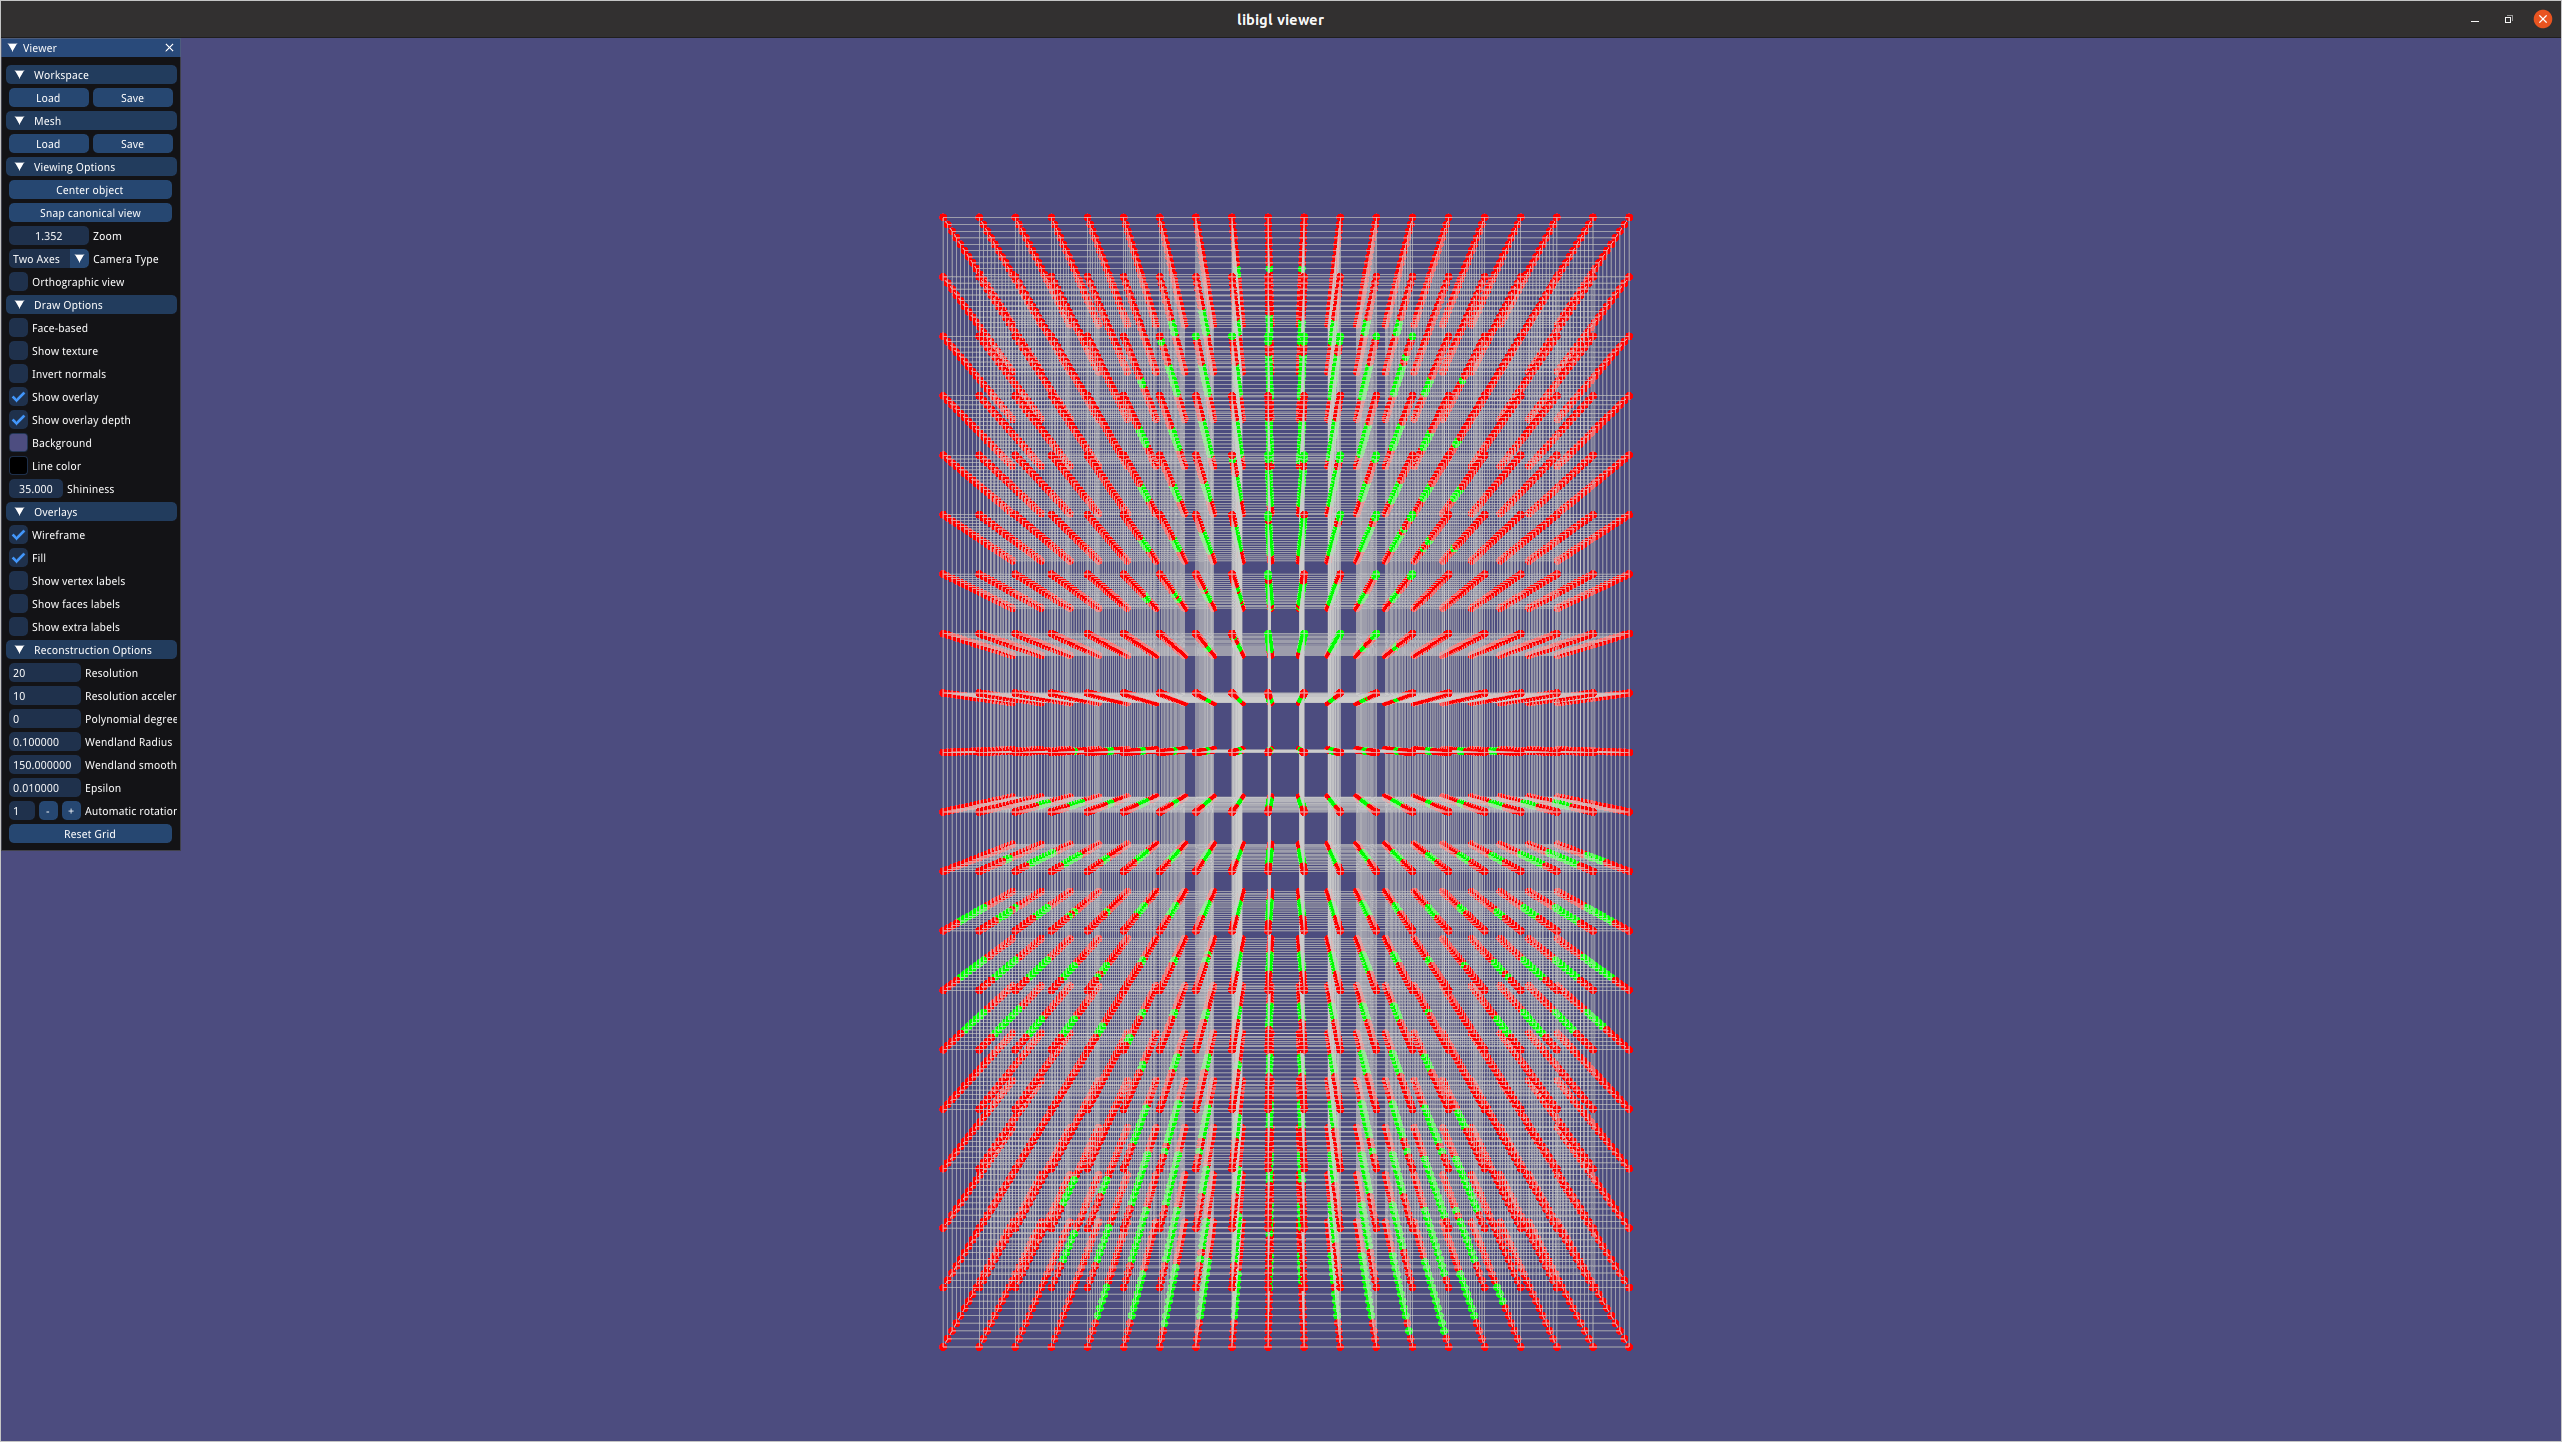 libigl viewer
Viewer
Workspace
Load Save
Mesh
Load Save
Viewing Options
Center object
Snap canonical view
1.352 Zoom
Two Axes Camera Type
Orthographic view
Draw Options
Face-based
Show texture
Invert normals
Show overlay
Show overlay depth
Background
Line color
35.000 Shininess
Overlays
Wireframe
Fill
Show vertex labels
Show faces labels
Show extra labels
Reconstruction Options
20 Resolution
10 Resolution acceler
0 Polynomial degree
0.100000 Wendland Radius
150.000000 Wendland smooth
0.010000 Epsilon
1 - + Automatic rotation
Reset Grid